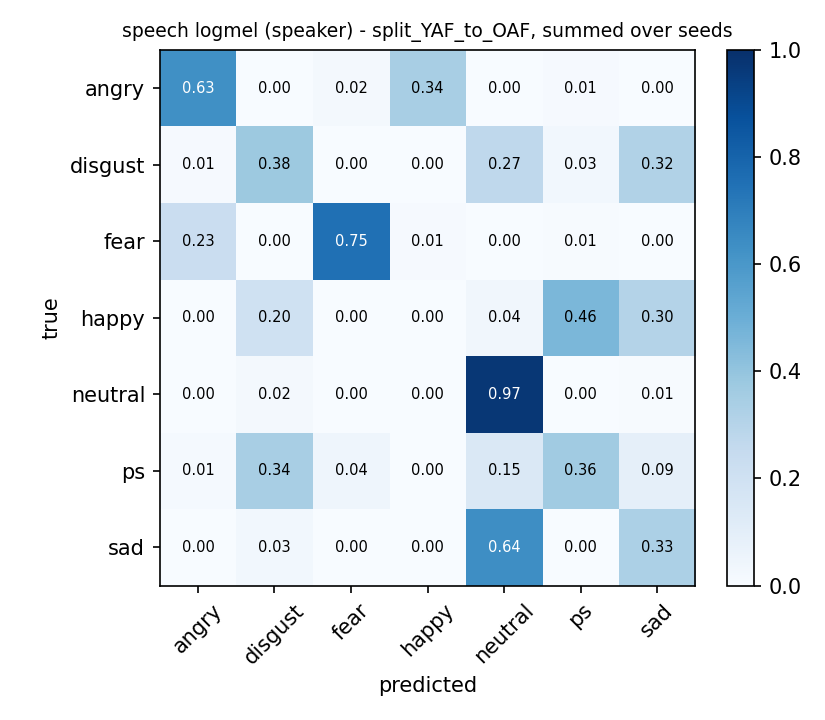 speech logmel (speaker) - split_YAF_to_OAF, summed over seeds
angry 0.63 0.00 0.02 0.34 0.00 0.01 0.00
disgust 0.01 0.38 0.00 0.00 0.27 0.03 0.32
fear 0.23 0.00 0.75 0.01 0.00 0.01 0.00
happy 0.00 0.20 0.00 0.00 0.04 0.46 0.30
neutral 0.00 0.02 0.00 0.00 0.97 0.00 0.01
ps 0.01 0.34 0.04 0.00 0.15 0.36 0.09
sad 0.00 0.03 0.00 0.00 0.64 0.00 0.33
true
angry disgust fear happy neutral ps sad
predicted
1.0
0.8
0.6
0.4
0.2
0.0